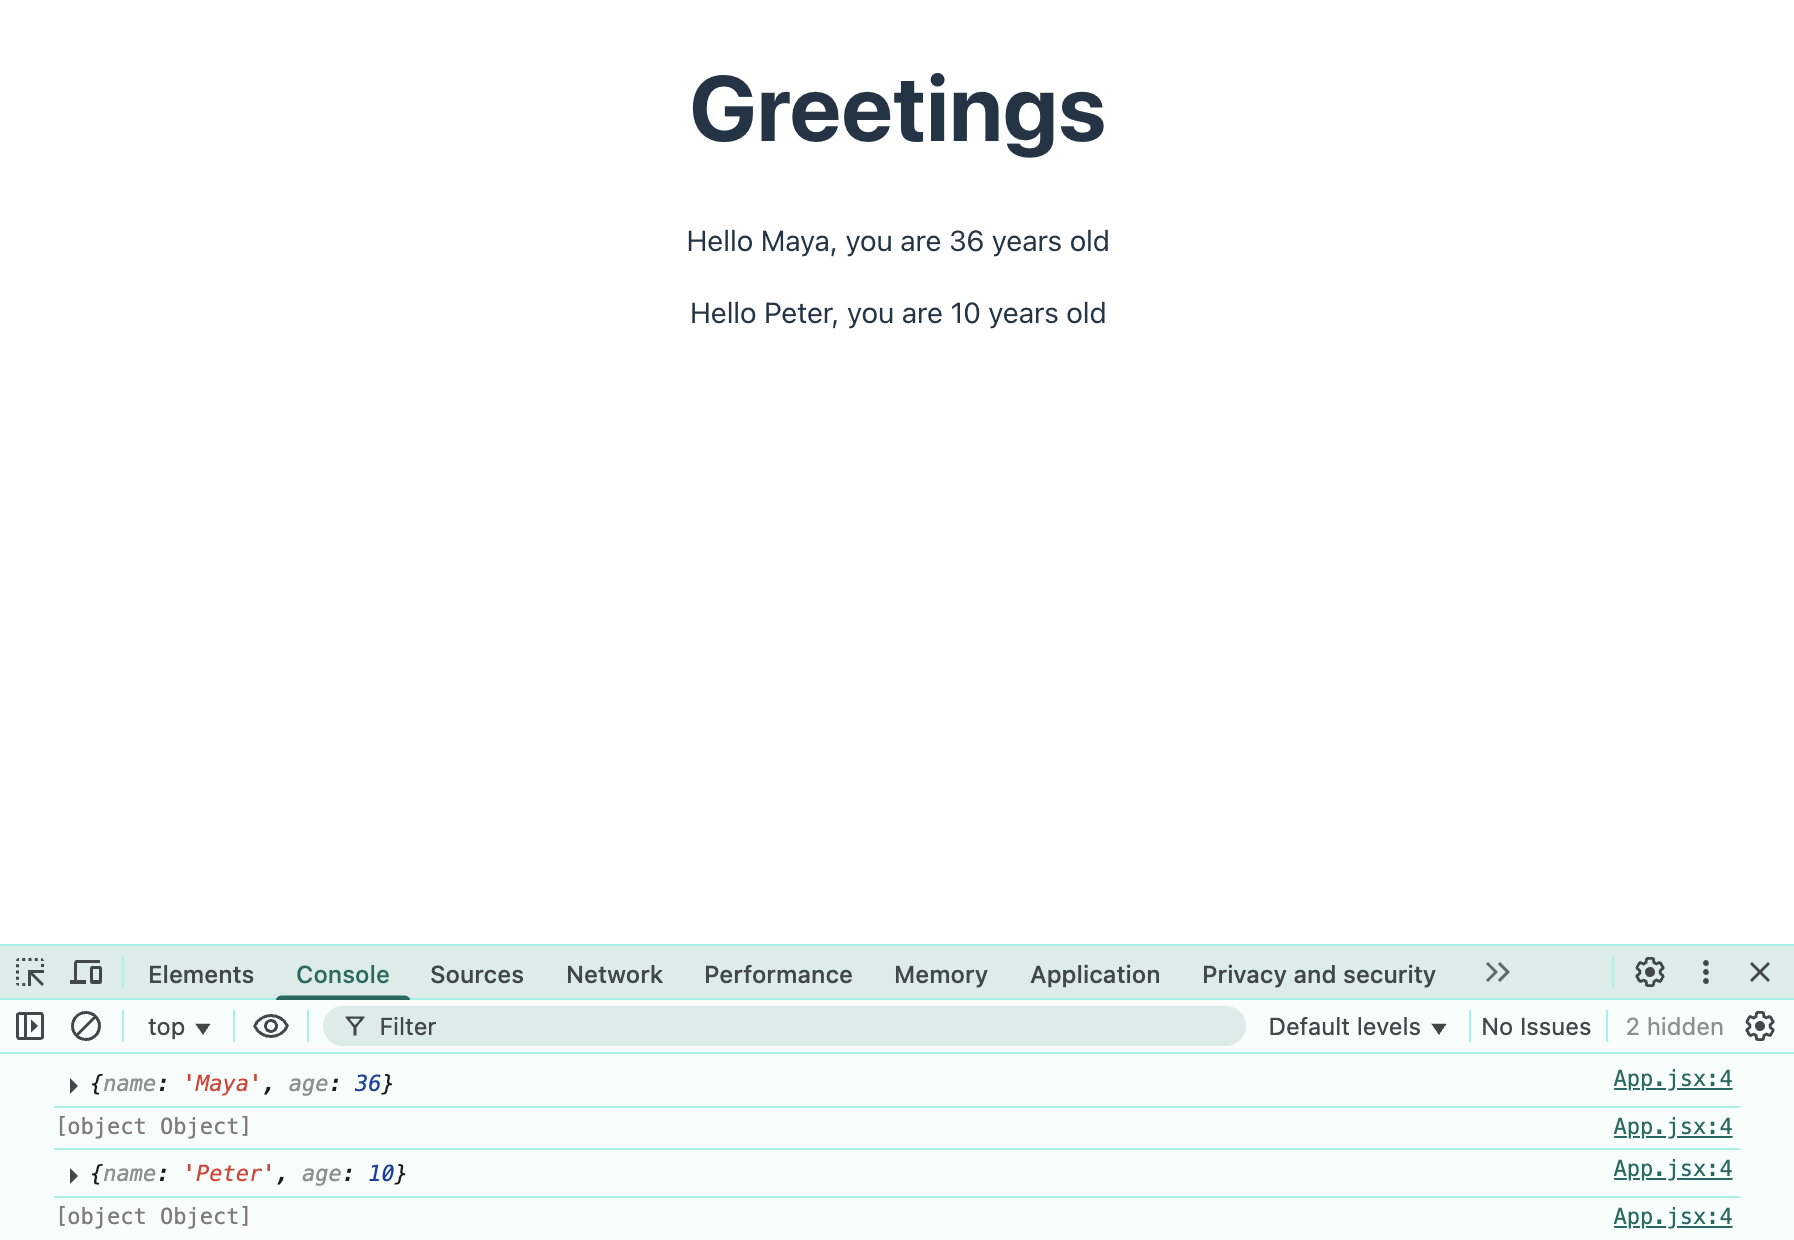 Greetings
Hello Maya, you are 36 years old
Hello Peter, you are 10 years old
Elements Console Sources Network Performance Memory Application Privacy and security
top Filter Default levels No Issues 2 hidden
{name: 'Maya', age: 36} App.jsx:4
[object Object] App.jsx:4
{name: 'Peter', age: 10} App.jsx:4
[object Object] App.jsx:4